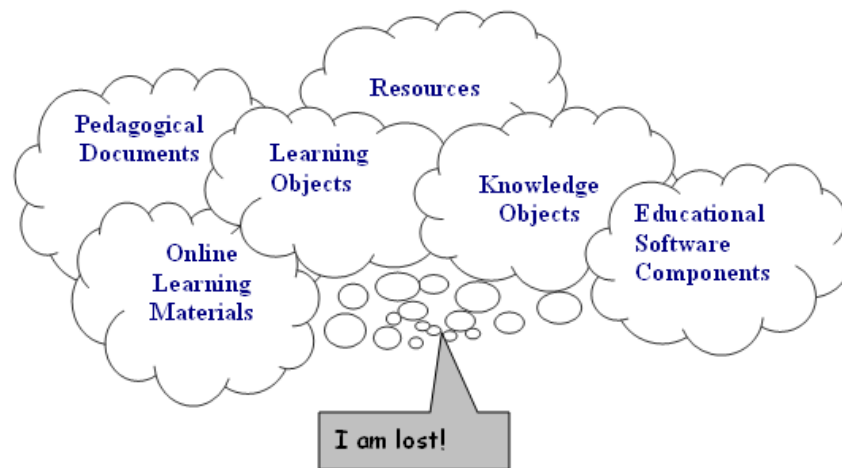 Resources
Pedagogical
Documents
Learning
Objects
Knowledge
Objects
Educational
Software
Components
Online
Learning
Materials
I am lost!